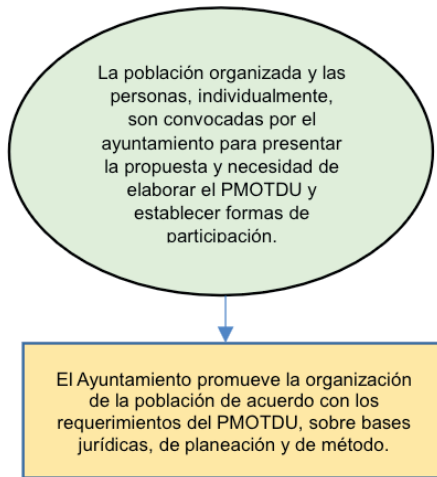 La población organizada y las
personas, individualmente,
son convocadas por el
ayuntamiento para presentar
la propuesta y necesidad de
elaborar el PMOTDU y
establecer formas de
participación.
El Ayuntamiento promueve la organización
de la población de acuerdo con los
requerimientos del PMOTDU, sobre bases
jurídicas, de planeación y de método.